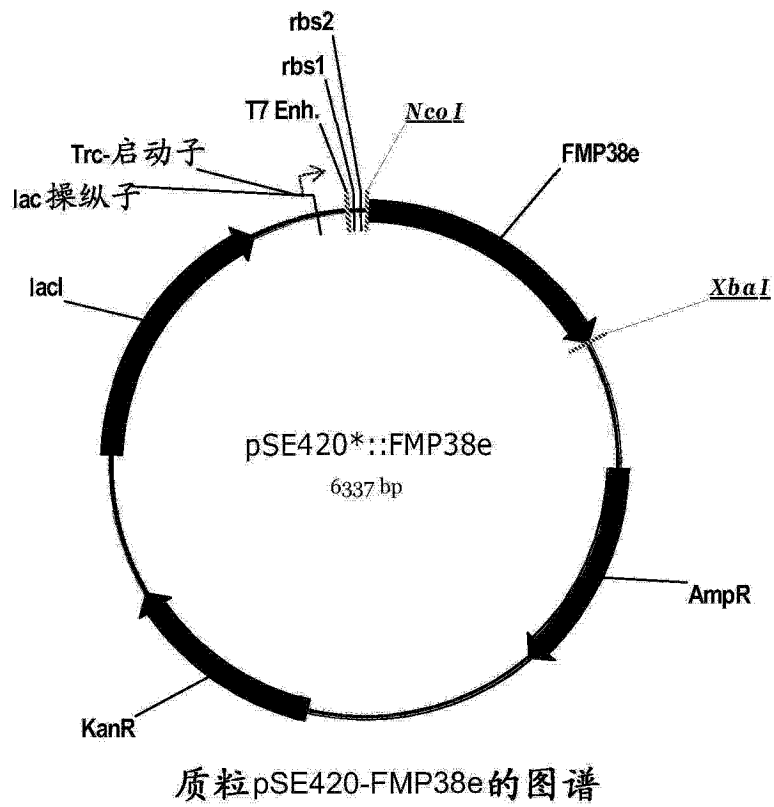 rbs2
rbs1
NcoI
T7 Enh.
Trc-启动子
FMP38e
lac操纵子
lacI
XbaI
pSE420*::FMP38e
6337 bp
AmpR
KanR
质粒pSE420-FMP38e的图谱